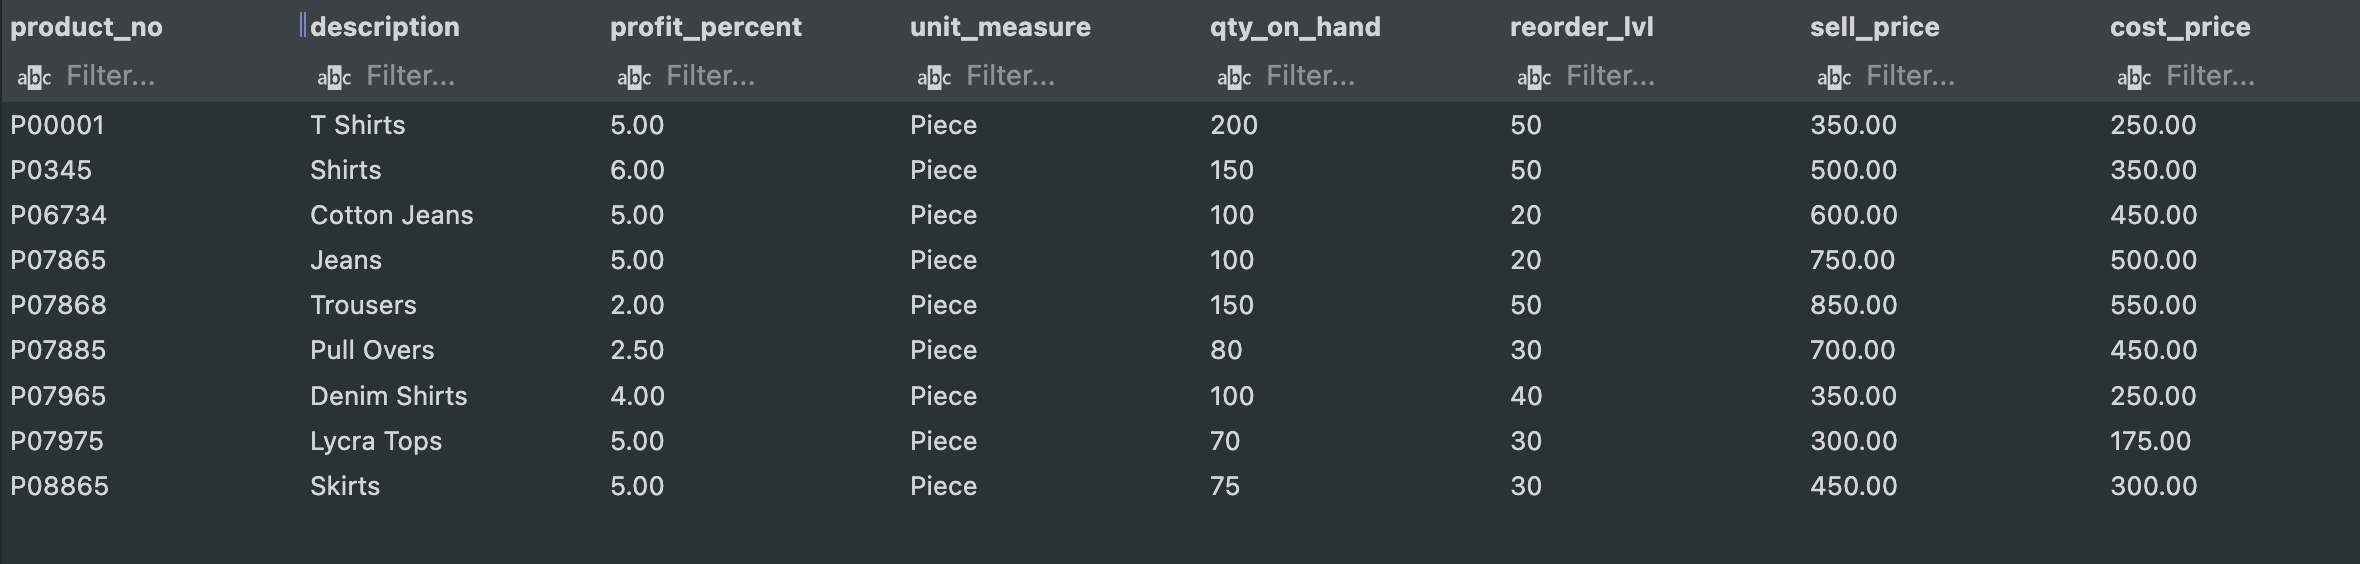 product_no description profit_percent unit_measure qty_on_hand reorder_lvl sell_price cost_price
abc Filter... abc Filter... abc Filter... abc Filter... abc Filter... abc Filter... abc Filter... abc Filter...
P00001 T Shirts 5.00 Piece 200 50 350.00 250.00
P0345 Shirts 6.00 Piece 150 50 500.00 350.00
P06734 Cotton Jeans 5.00 Piece 100 20 600.00 450.00
P07865 Jeans 5.00 Piece 100 20 750.00 500.00
P07868 Trousers 2.00 Piece 150 50 850.00 550.00
P07885 Pull Overs 2.50 Piece 80 30 700.00 450.00
P07965 Denim Shirts 4.00 Piece 100 40 350.00 250.00
P07975 Lycra Tops 5.00 Piece 70 30 300.00 175.00
P08865 Skirts 5.00 Piece 75 30 450.00 300.00